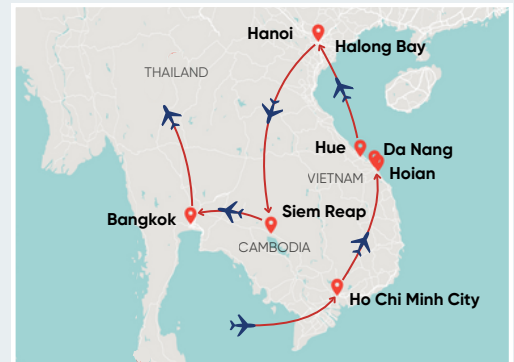 Hanoi
Halong Bay
THAILAND
Hue
Da Nang
Hoian
VIETNAM
Siem Reap
Bangkok
CAMBODIA
Ho Chi Minh City